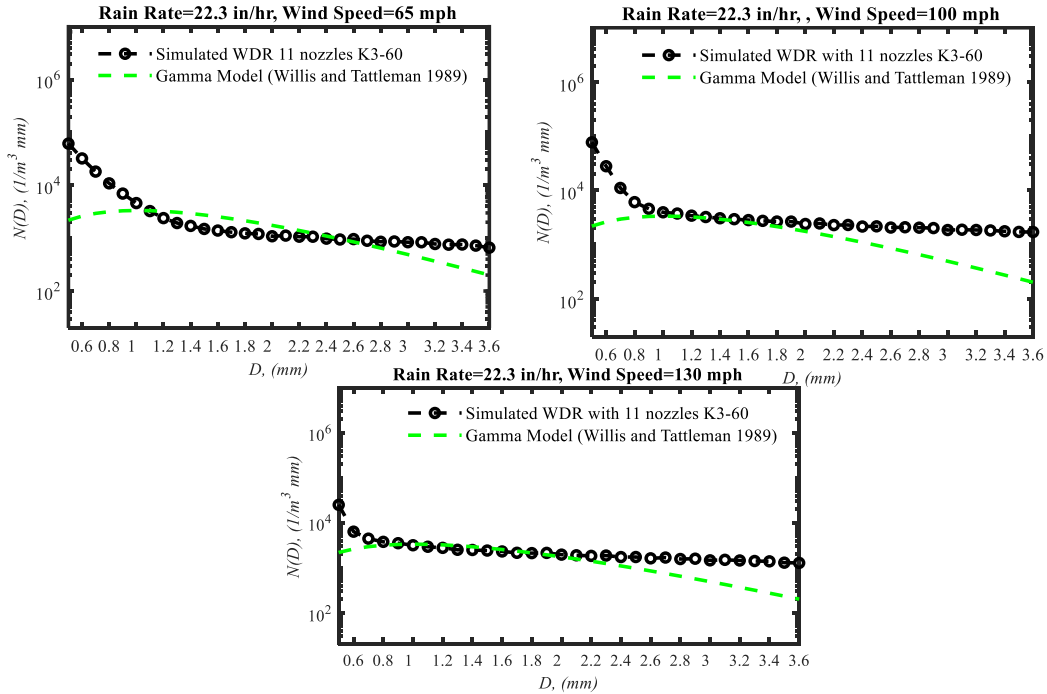 Rain Rate=22.3 in/hr, Wind Speed=65 mph
Simulated WDR 11 nozzles K3-60
Gamma Model (Willis and Tattleman 1989)
10^6
10^4
10^2
N(D), (1/m^3 mm)
0.6 0.8 1 1.2 1.4 1.6 1.8 2 2.2 2.4 2.6 2.8 3 3.2 3.4 3.6
D, (mm)
Rain Rate=22.3 in/hr, , Wind Speed=100 mph
Simulated WDR with 11 nozzles K3-60
Gamma Model (Willis and Tattleman 1989)
10^6
10^4
10^2
N(D), (1/m^3 mm)
0.6 0.8 1 1.2 1.4 1.6 1.8 2 2.2 2.4 2.6 2.8 3 3.2 3.4 3.6
D, (mm)
Rain Rate=22.3 in/hr, Wind Speed=130 mph
Simulated WDR with 11 nozzles K3-60
Gamma Model (Willis and Tattleman 1989)
10^6
10^4
10^2
N(D), (1/m^3 mm)
0.6 0.8 1 1.2 1.4 1.6 1.8 2 2.2 2.4 2.6 2.8 3 3.2 3.4 3.6
D, (mm)